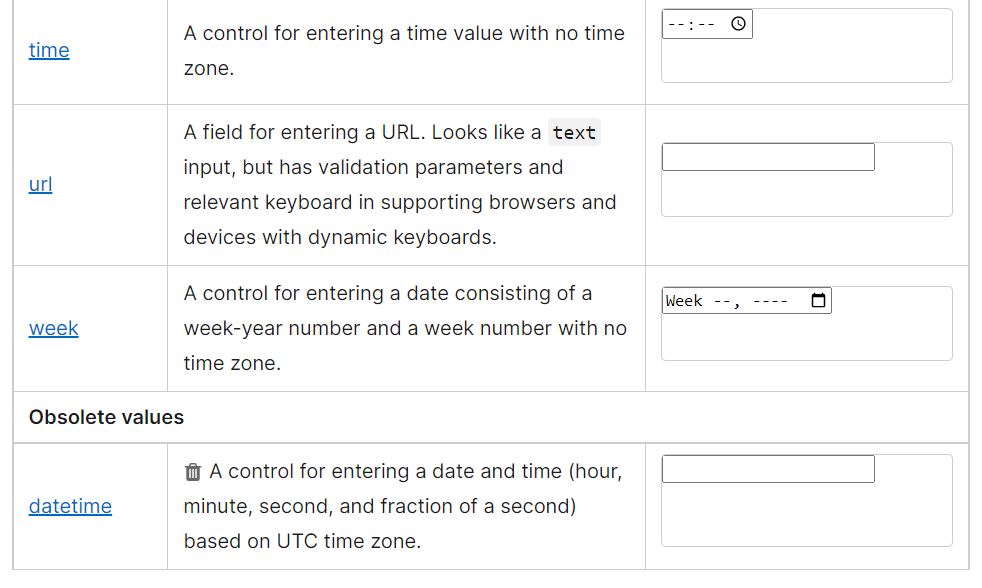 time
A control for entering a time value with no time
zone.
--:--
url
A field for entering a URL. Looks like a text
input, but has validation parameters and
relevant keyboard in supporting browsers and
devices with dynamic keyboards.
week
A control for entering a date consisting of a
week-year number and a week number with no
time zone.
Week --, ----
Obsolete values
datetime
A control for entering a date and time (hour,
minute, second, and fraction of a second)
based on UTC time zone.